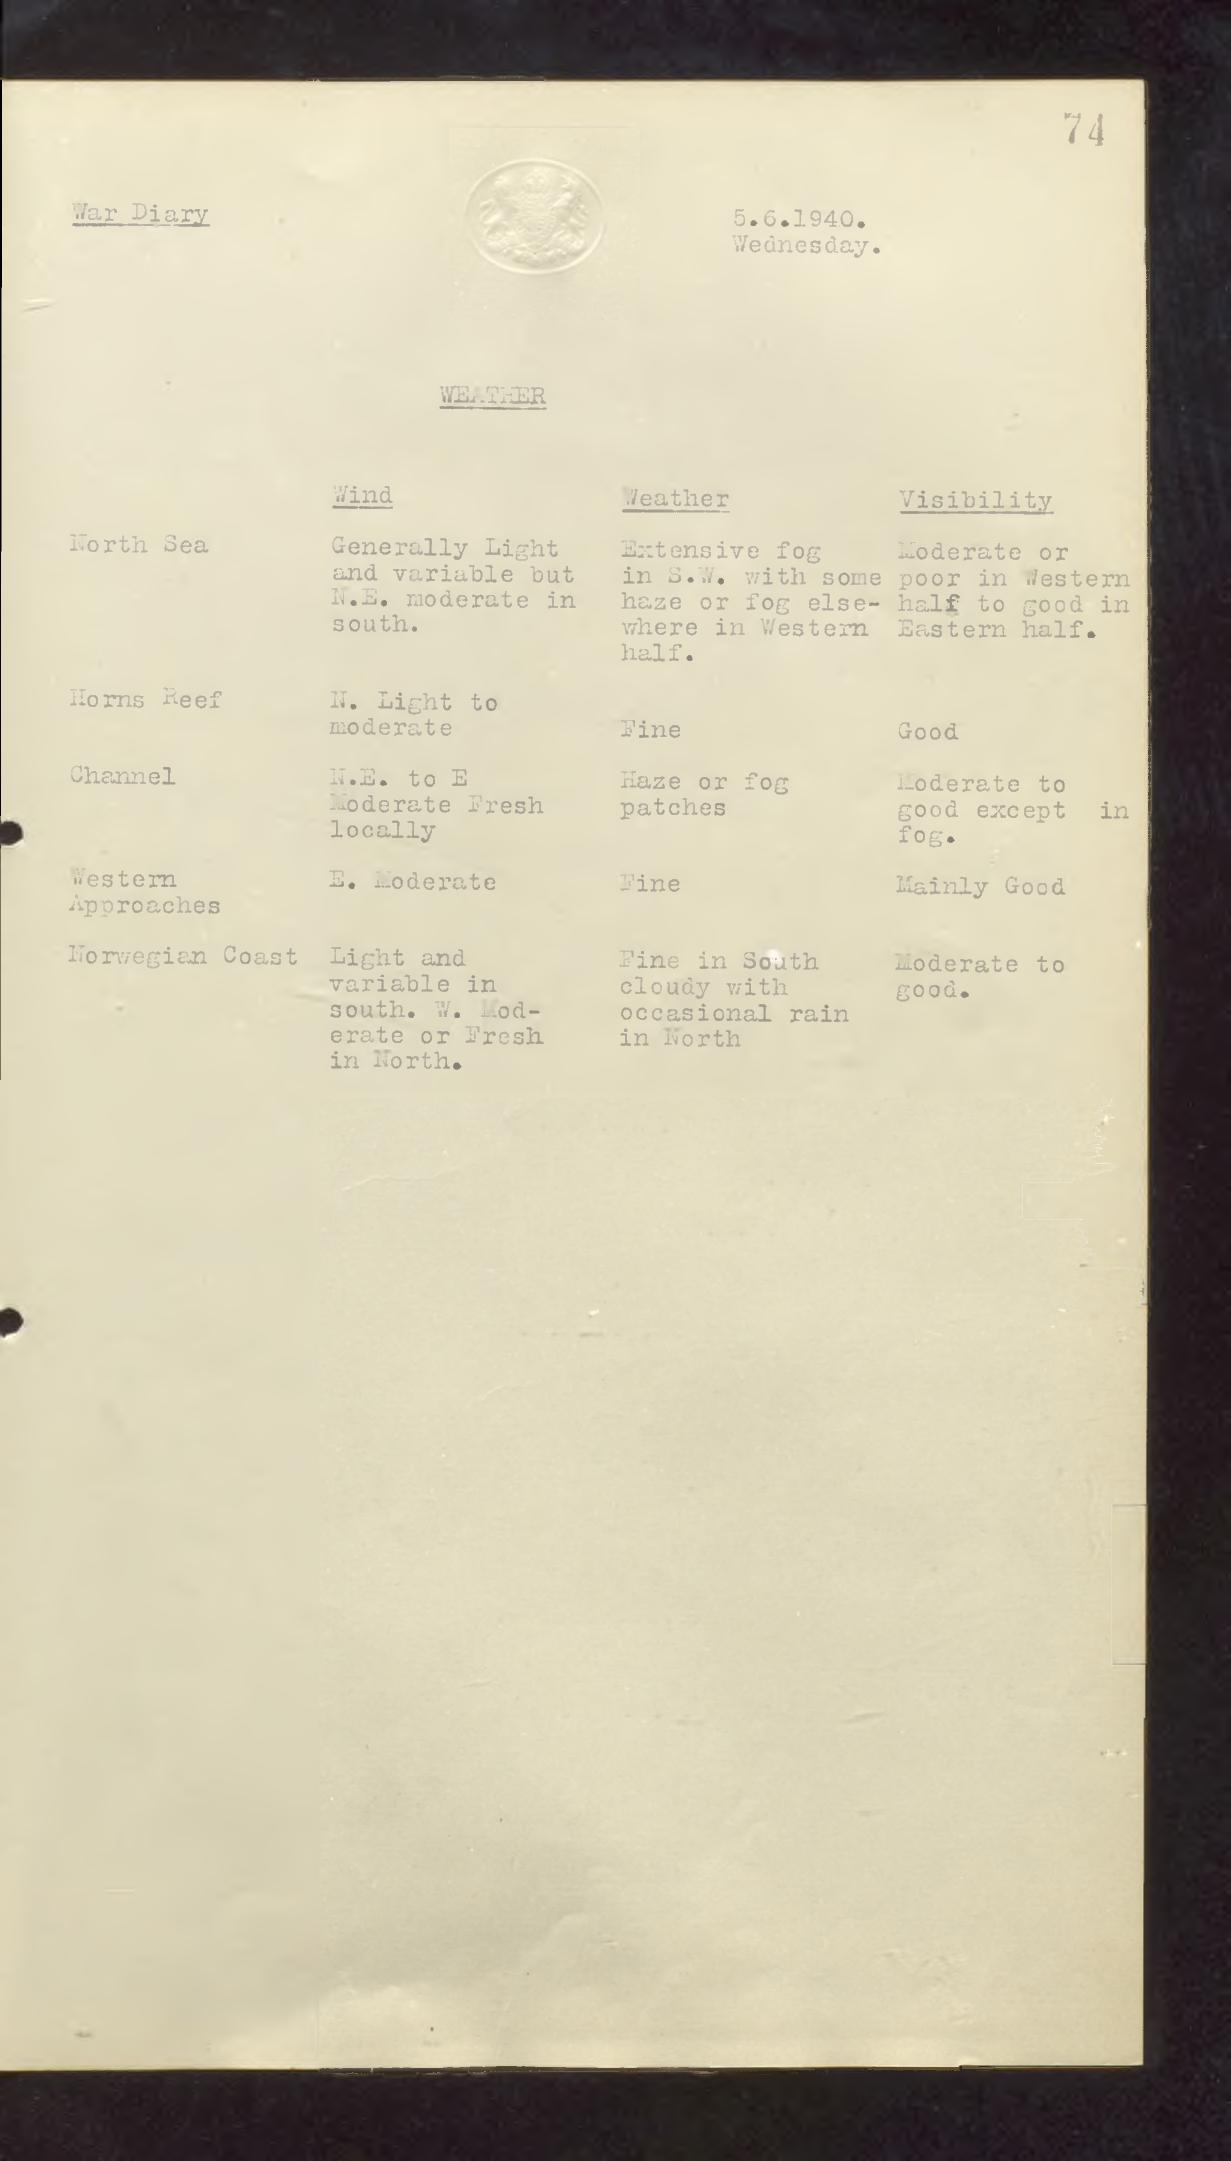 74
War Diary
5.6.1940.
Wednesday.
WEATHER
Wind Weather Visibility
North Sea Generally Light Extensive fog Moderate or
and variable but in S.W. with some poor in Western
N.E. moderate in haze or fog else- half to good in
south. where in Western Eastern half.
half.
Horns Reef N. Light to
moderate Fine Good
Channel N.E. to E Haze or fog Moderate to
Moderate Fresh patches good except in
locally fog.
Western E. Moderate Fine Mainly Good
Approaches
Norwegian Coast Light and Fine in South Moderate to
variable in cloudy with good.
south. W. Mod- occasional rain
erate or Fresh in North
in North.